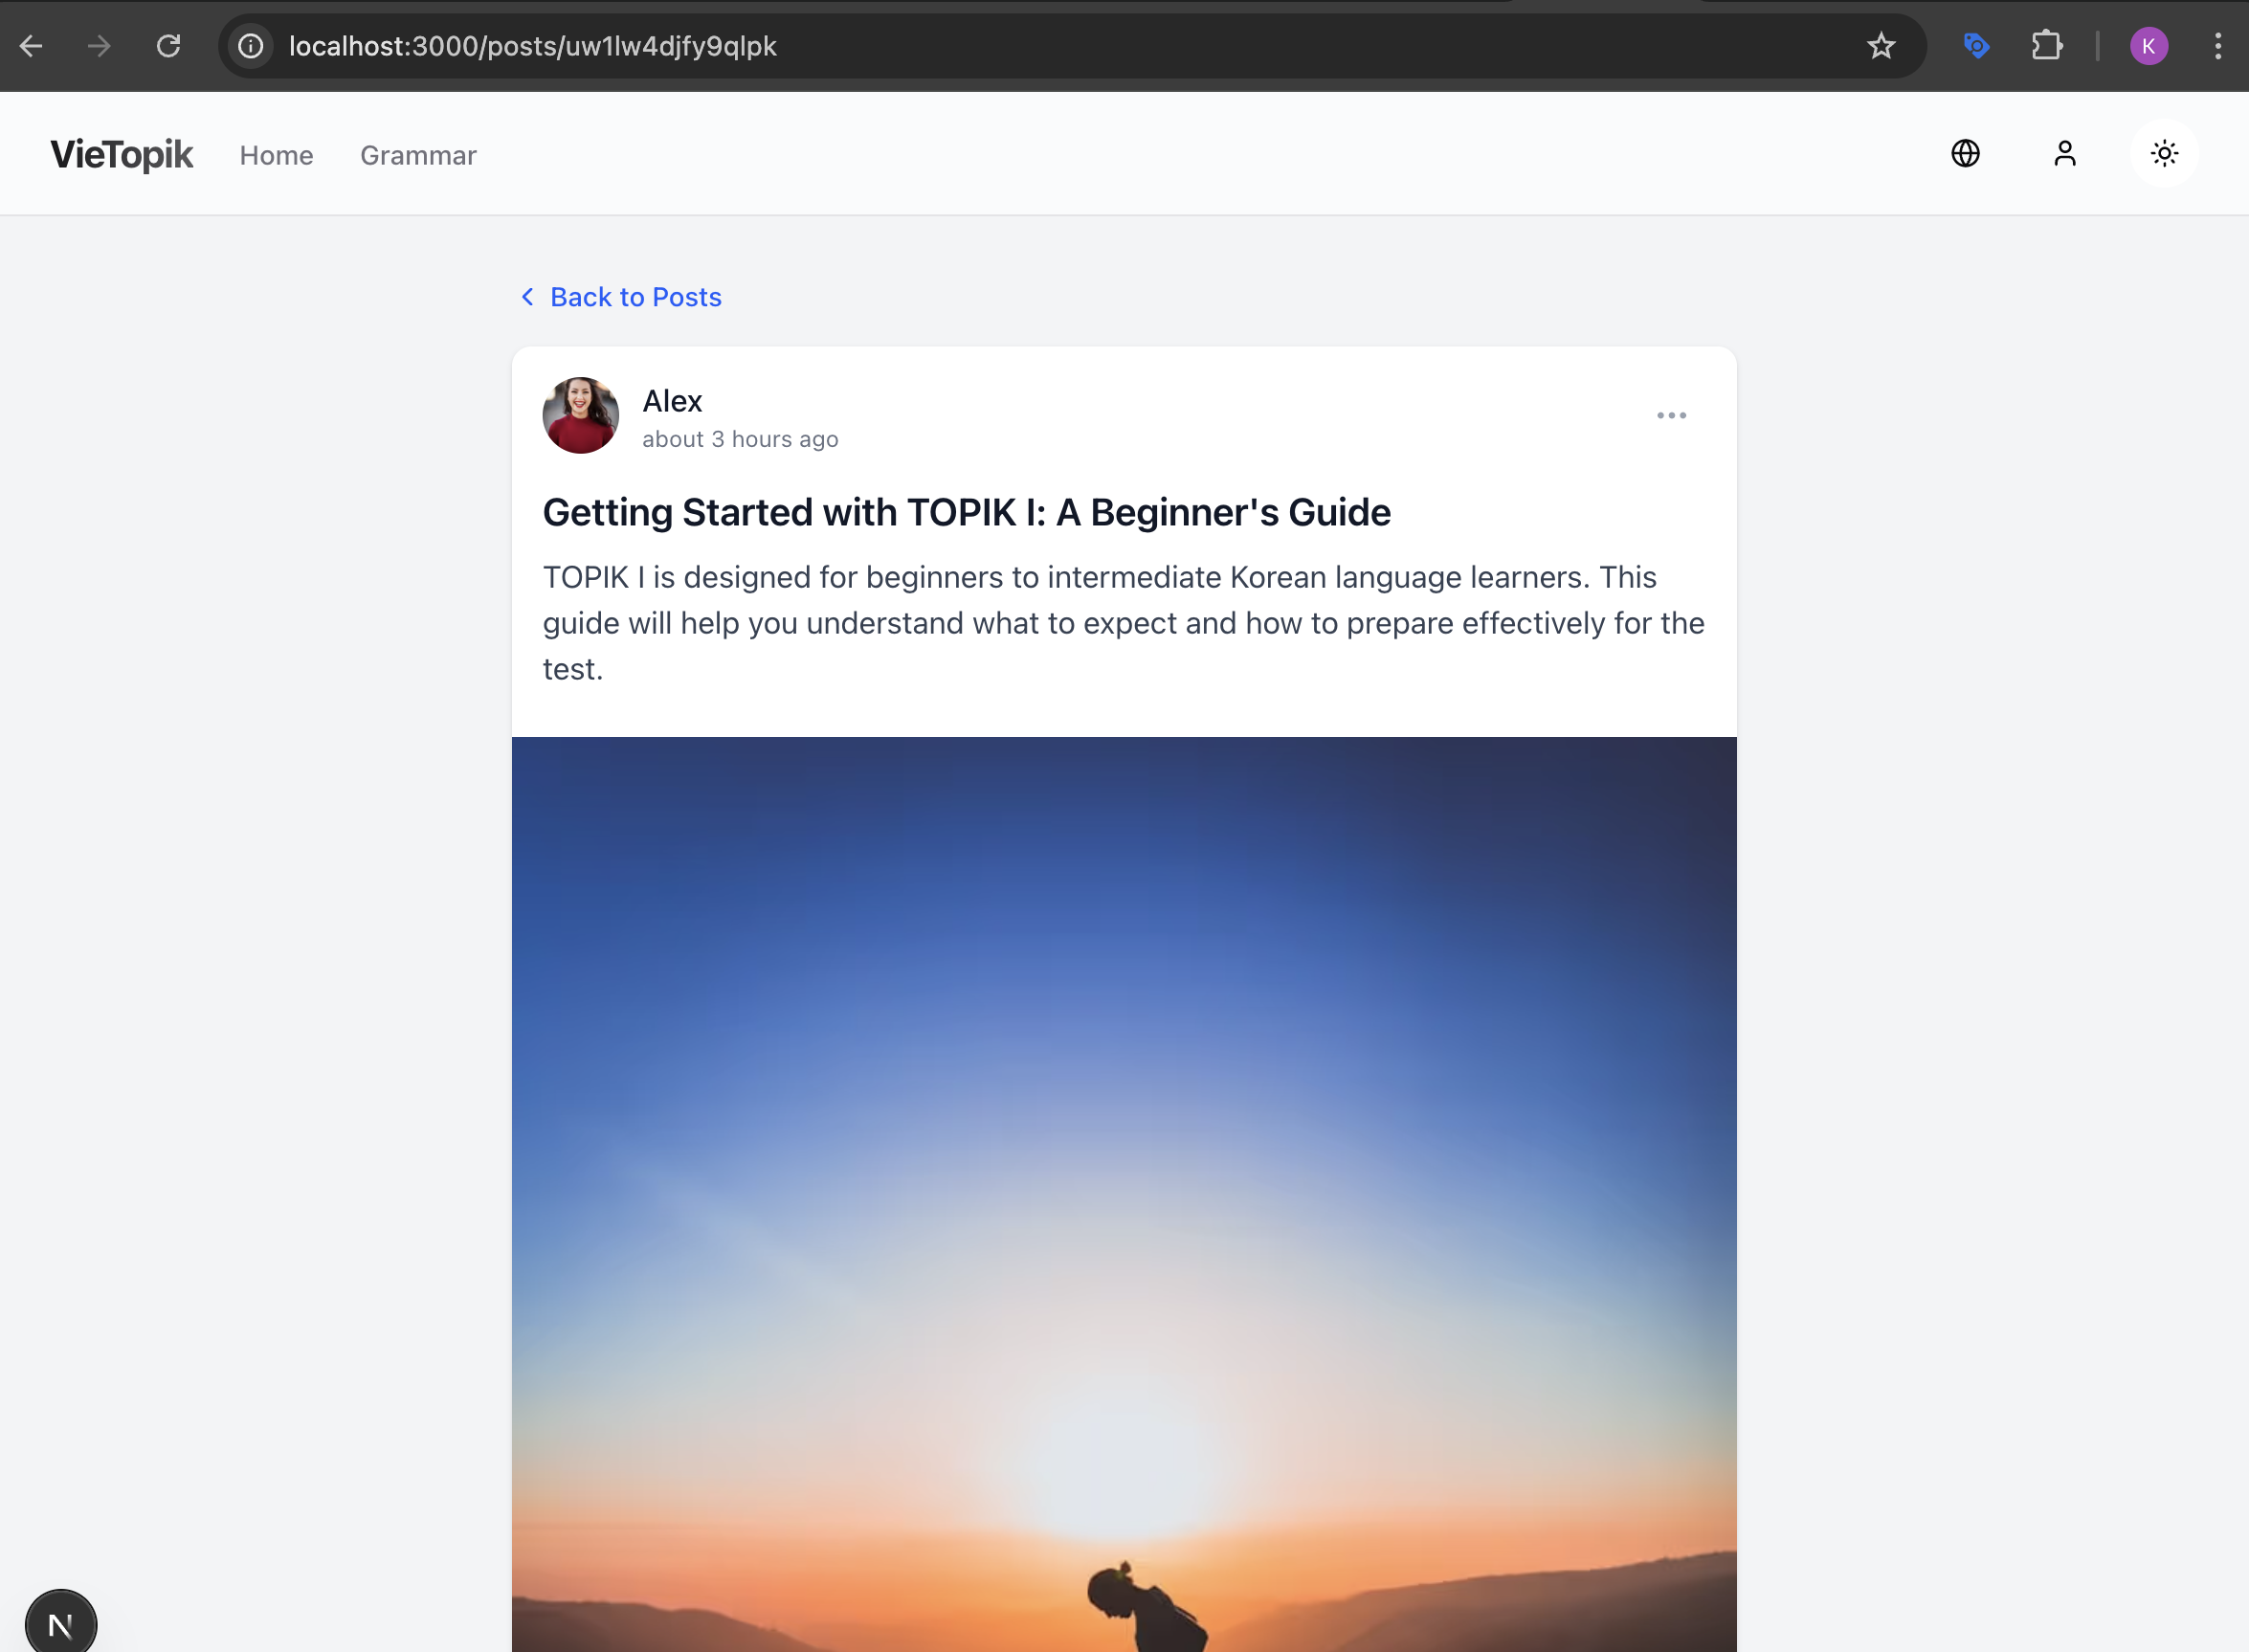 localhost:3000/posts/uw1lw4djfy9qlpk
K
VieTopik Home Grammar
Back to Posts
Alex
about 3 hours ago
Getting Started with TOPIK I: A Beginner's Guide
TOPIK I is designed for beginners to intermediate Korean language learners. This
guide will help you understand what to expect and how to prepare effectively for the
test.
N